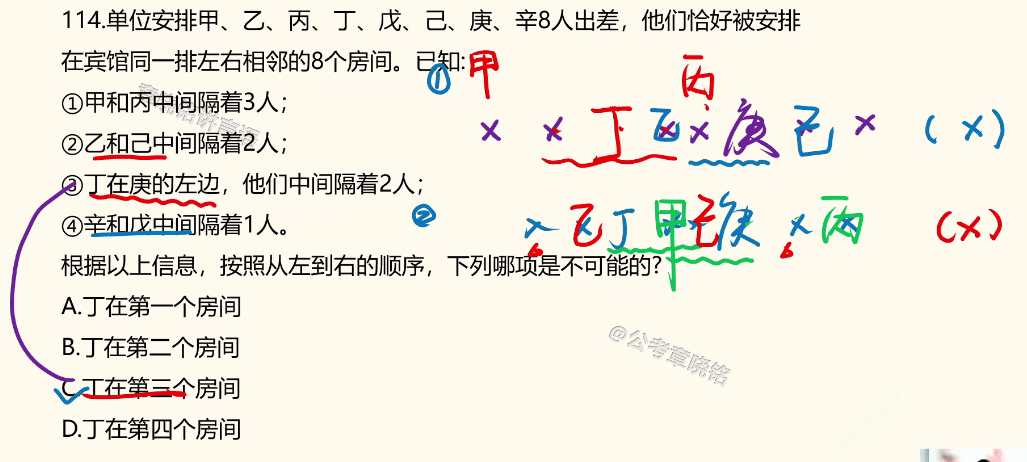 114.单位安排甲、乙、丙、丁、戊、己、庚、辛8人出差，他们恰好被安排
在宾馆同一排左右相邻的8个房间。已知:
①甲和丙中间隔着3人；
②乙和己中间隔着2人；
③丁在庚的左边，他们中间隔着2人；
④辛和戊中间隔着1人。
根据以上信息，按照从左到右的顺序，下列哪项是不可能的?
A.丁在第一个房间
B.丁在第二个房间
C.丁在第三个房间
D.丁在第四个房间
① 甲 丙
× × 丁 乙 × 庚 己 × (×)
② × 己 丁 甲 己 庚 × 丙 (×)
@公考章晓铭